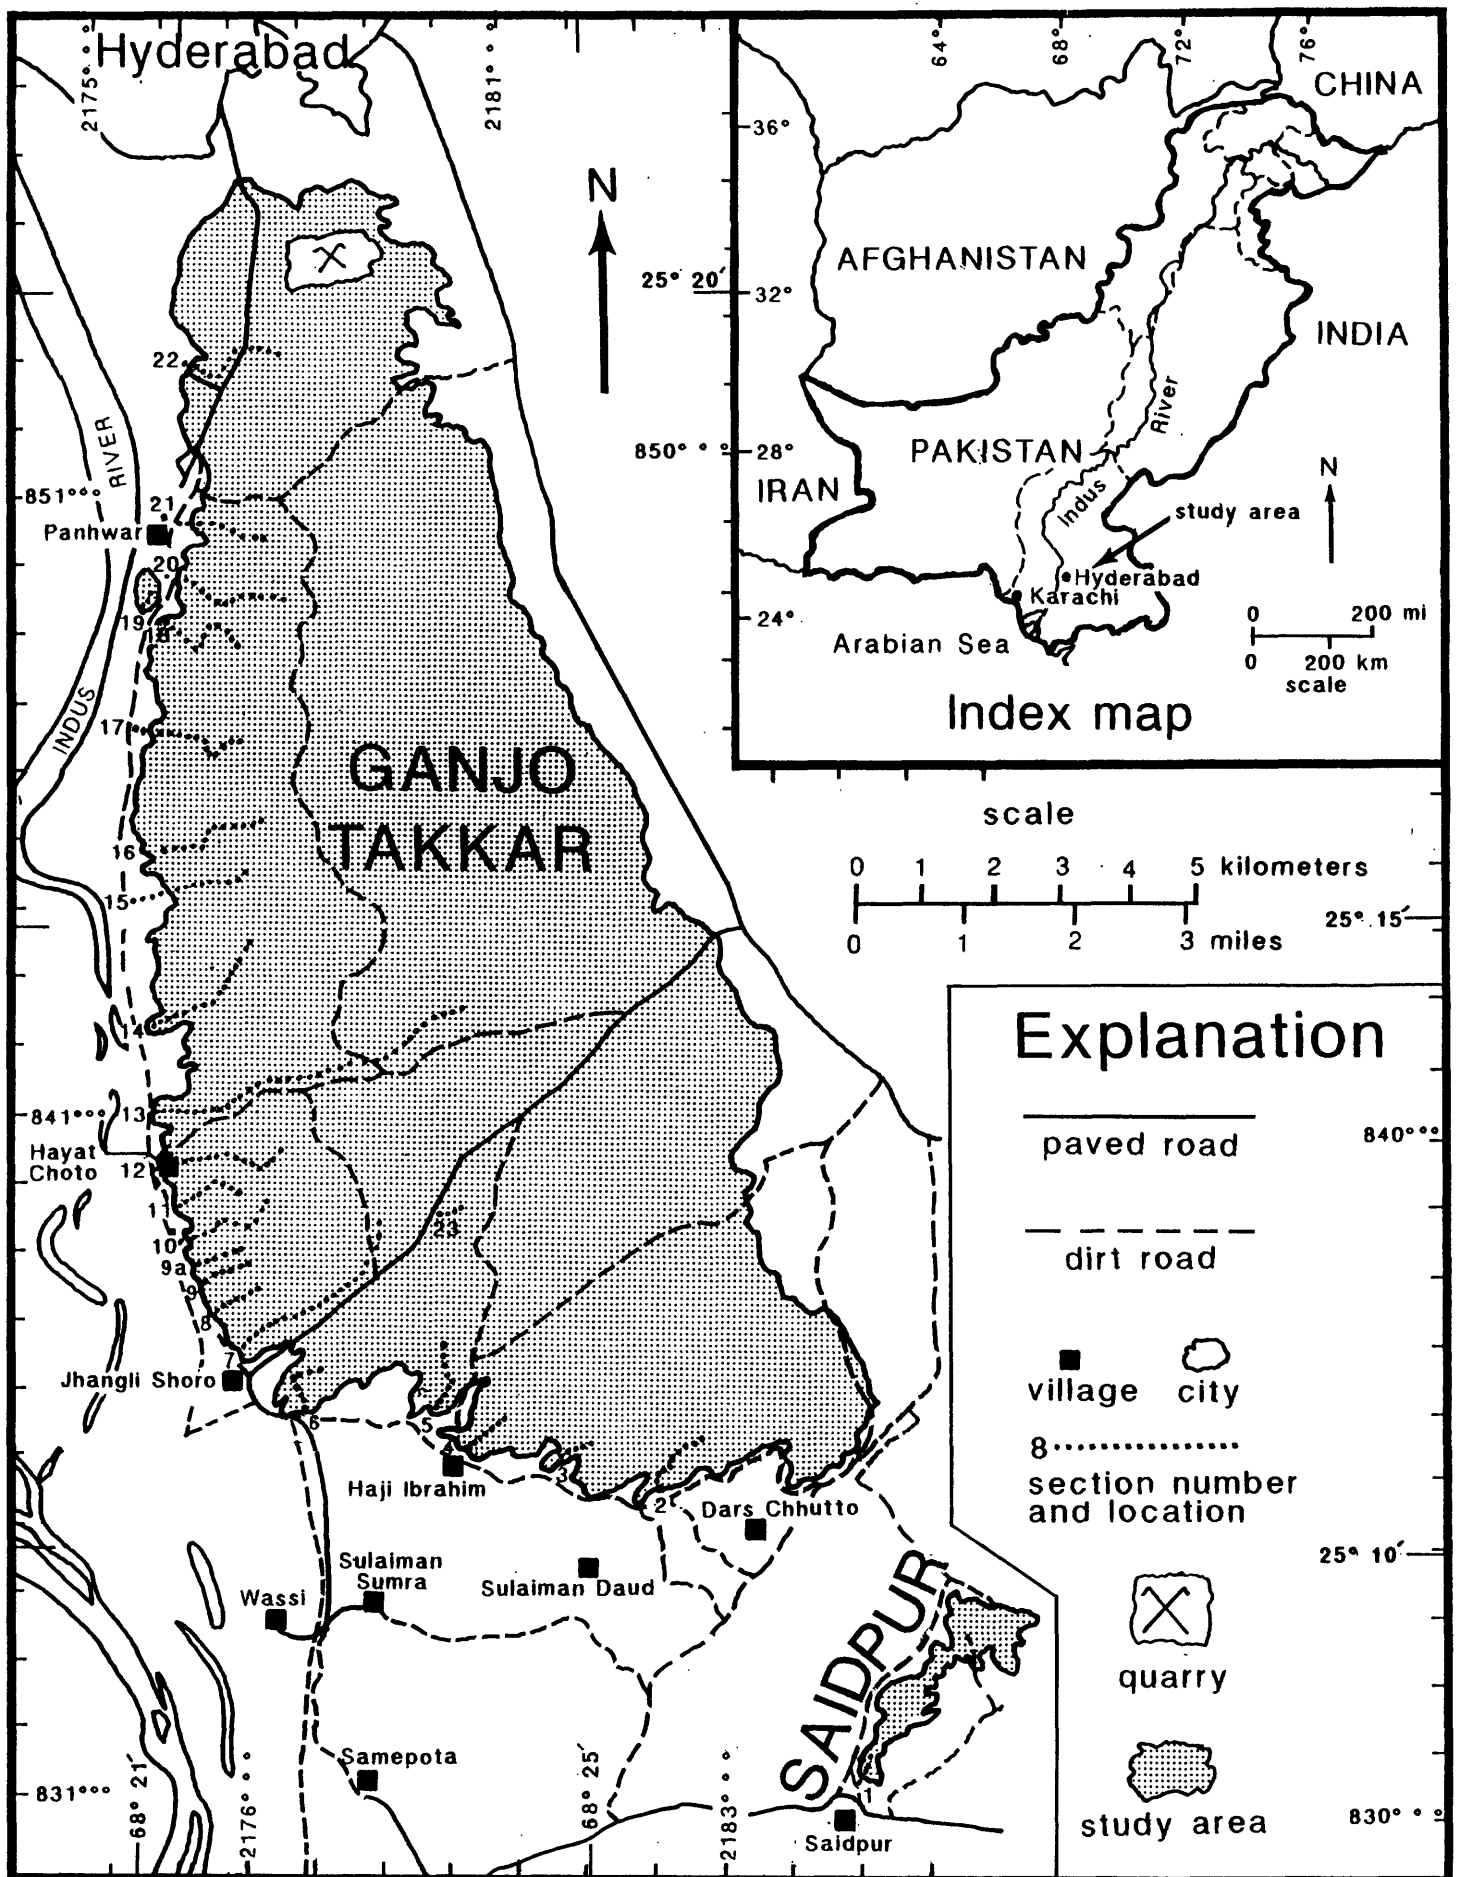 Hyderabad
2175°°°
2181°°°
N
25° 20′
850°°°
22
RIVER
851°°°
21
Panhwar
20
19
18
INDUS
17
GANJO
TAKKAR
16
15
14
841°°°
13
Hayat
Choto
12
11
10
9a
9
8
7
23
Jhangli Shoro
6
5
4
3
2
Haji Ibrahim
Dars Chhutto
Sulaiman
Sumra
Sulaiman Daud
Wassi
SAIDPUR
Samepota
1
Saidpur
831°°°
68° 21′
2176°°°
68° 25′
2183°°°
64°
68°
72°
76°
CHINA
36°
AFGHANISTAN
32°
INDIA
River
PAKISTAN
28°
IRAN
Indus
N
study area
Hyderabad
Karachi
24°
Arabian Sea
0 200 mi
0 200 km
scale
Index map
scale
0 1 2 3 4 5 kilometers
0 1 2 3 miles
25° 15′
Explanation
paved road
840°°°
dirt road
village city
8
section number
and location
25° 10′
quarry
study area
830°°°